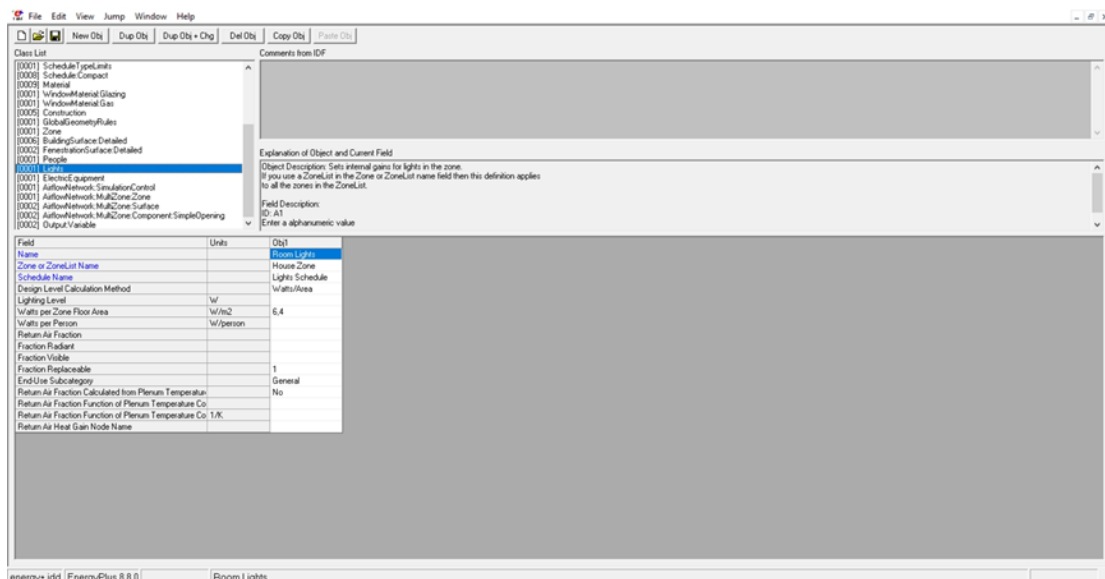 File Edit View Jump Window Help
New Obj Dup Obj Dup Obj + Chg Del Obj Copy Obj Paste Obj
Class List
Comments from IDF
[0001] ScheduleTypeLimits
[0008] Schedule:Compact
[0009] Material
[0001] WindowMaterial:Glazing
[0001] WindowMaterial:Gas
[0005] Construction
[0001] GlobalGeometryRules
[0001] Zone
[0006] BuildingSurface:Detailed
[0002] FenestrationSurface:Detailed
[0001] People
[0001] Lights
[0001] ElectricEquipment
[0001] AirflowNetwork:SimulationControl
[0001] AirflowNetwork:MultiZone:Zone
[0002] AirflowNetwork:MultiZone:Surface
[0002] AirflowNetwork:MultiZone:Component:SimpleOpening
[0002] Output:Variable
Explanation of Object and Current Field
Object Description: Sets internal gains for lights in the zone.
If you use a ZoneList in the Zone or ZoneList name field then this definition applies
to all the zones in the ZoneList.
Field Description:
ID: A1
Enter a alphanumeric value
Field Units Obj1
Name Room Lights
Zone or ZoneList Name House Zone
Schedule Name Lights Schedule
Design Level Calculation Method Watts/Area
Lighting Level W
Watts per Zone Floor Area W/m2 6,4
Watts per Person W/person
Return Air Fraction
Fraction Radiant
Fraction Visible
Fraction Replaceable 1
End-Use Subcategory General
Return Air Fraction Calculated from Plenum Temperatur No
Return Air Fraction Function of Plenum Temperature Co
Return Air Fraction Function of Plenum Temperature Co 1/K
Return Air Heat Gain Node Name
energy+.idd EnergyPlus 8.8.0 Room Lights